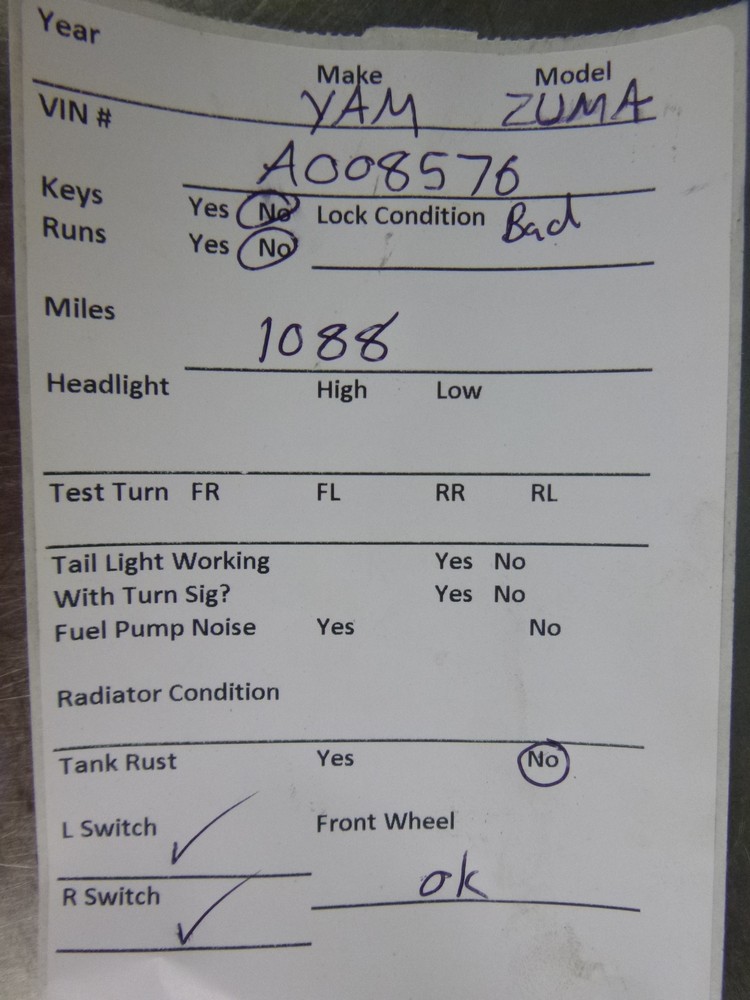 Year Make Model
YAM ZUMA
VIN #
A008576
Keys Yes No Lock Condition Bad
Runs Yes No
Miles
1088
Headlight High Low
Test Turn FR FL RR RL
Tail Light Working Yes No
With Turn Sig? Yes No
Fuel Pump Noise Yes No
Radiator Condition
Tank Rust Yes No
L Switch ✓ Front Wheel
ok
R Switch ✓